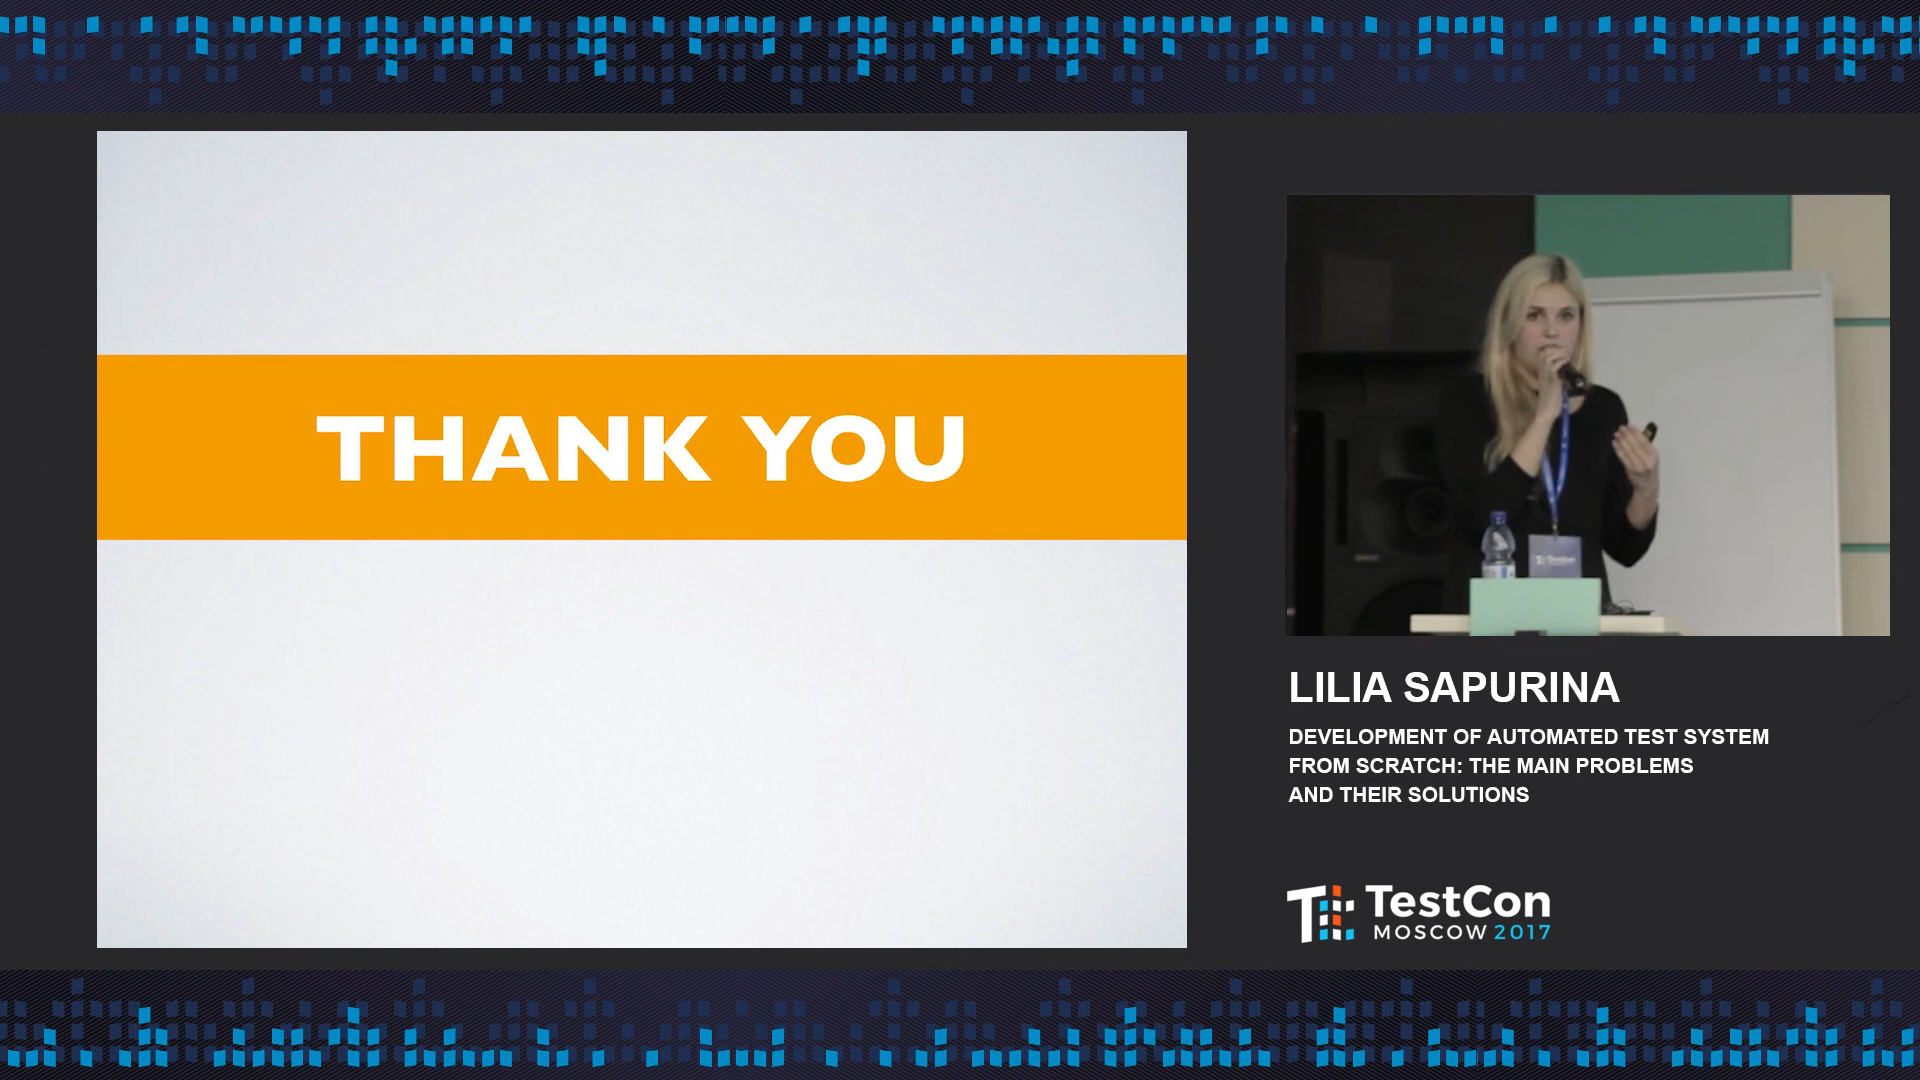 THANK YOU
LILIA SAPURINA
DEVELOPMENT OF AUTOMATED TEST SYSTEM
FROM SCRATCH: THE MAIN PROBLEMS
AND THEIR SOLUTIONS
TestCon
MOSCOW 2017